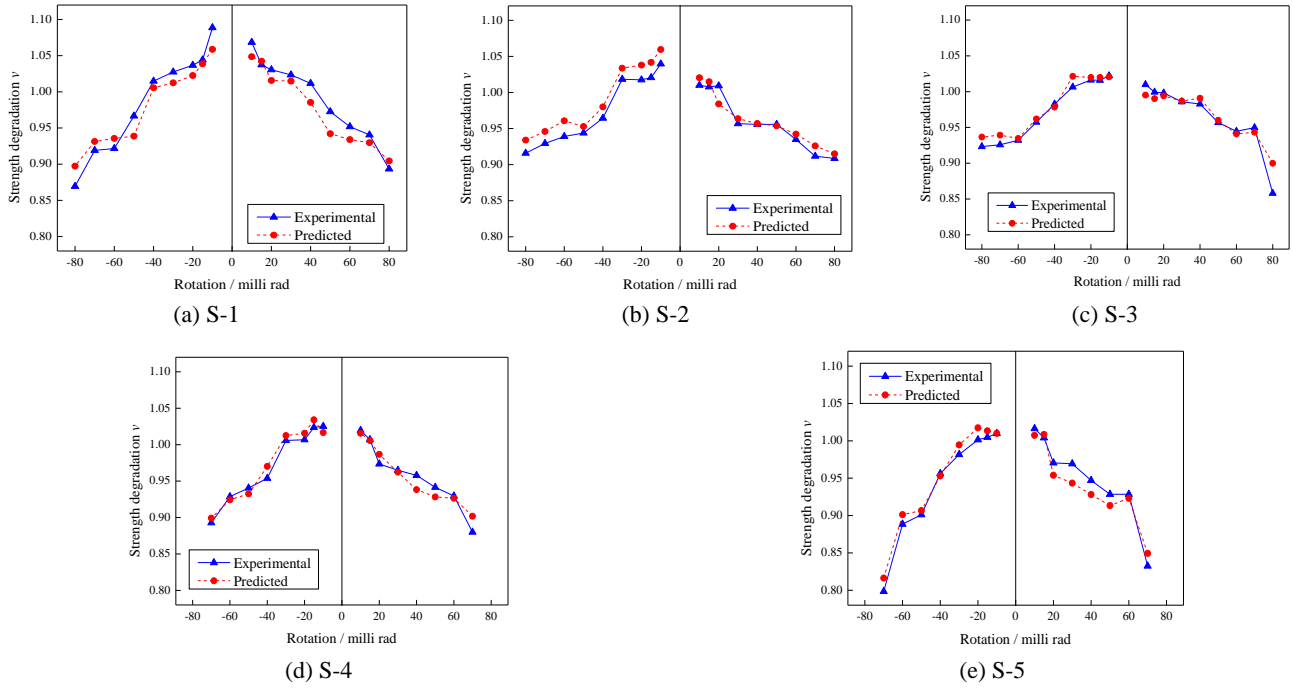 1.10
1.05
1.00
0.95
0.90
0.85
0.80
Strength degradation v
Experimental
Predicted
-80 -60 -40 -20 0 20 40 60 80
Rotation / milli rad
(a) S-1
1.10
1.05
1.00
0.95
0.90
0.85
0.80
Strength degradation v
Experimental
Predicted
-80 -60 -40 -20 0 20 40 60 80
Rotation / milli rad
(b) S-2
1.10
1.05
1.00
0.95
0.90
0.85
0.80
Strength degradation v
Experimental
Predicted
-80 -60 -40 -20 0 20 40 60 80
Rotation / milli rad
(c) S-3
1.10
1.05
1.00
0.95
0.90
0.85
0.80
Strength degradation v
Experimental
Predicted
-80 -60 -40 -20 0 20 40 60 80
Rotation / milli rad
(d) S-4
1.10
1.05
1.00
0.95
0.90
0.85
0.80
Strength degradation v
Experimental
Predicted
-80 -60 -40 -20 0 20 40 60 80
Rotation / milli rad
(e) S-5